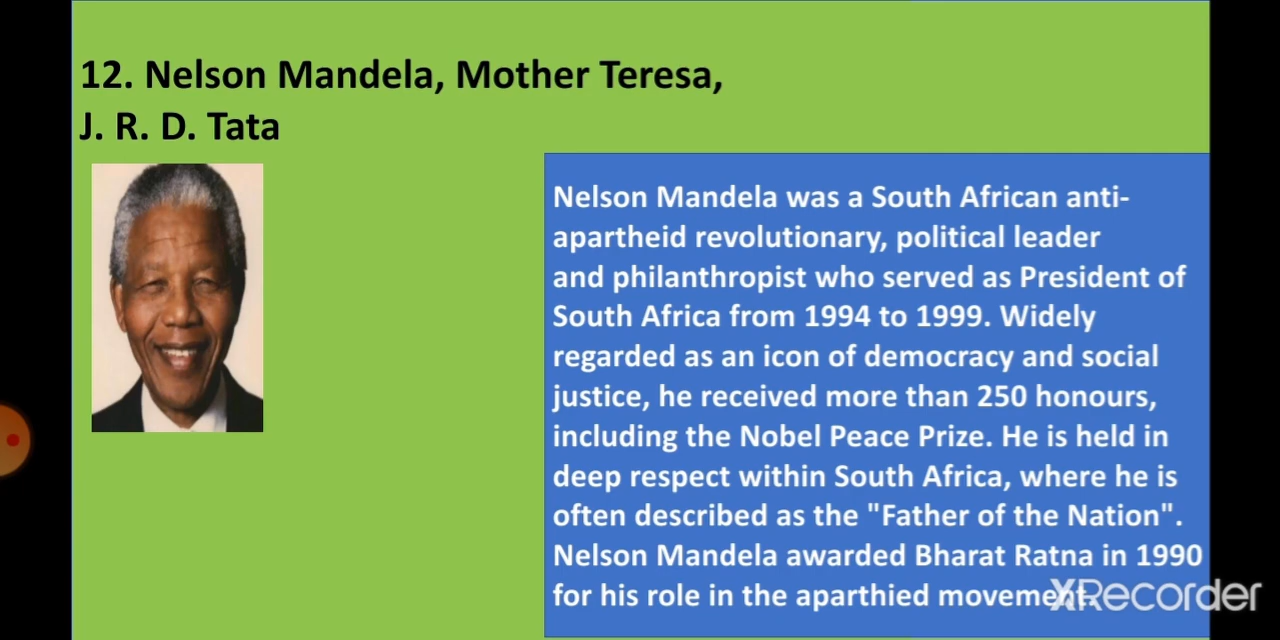 12. Nelson Mandela, Mother Teresa,
J. R. D. Tata
Nelson Mandela was a South African anti-
apartheid revolutionary, political leader
and philanthropist who served as President of
South Africa from 1994 to 1999. Widely
regarded as an icon of democracy and social
justice, he received more than 250 honours,
including the Nobel Peace Prize. He is held in
deep respect within South Africa, where he is
often described as the "Father of the Nation".
Nelson Mandela awarded Bharat Ratna in 1990
for his role in the aparthied movement.
XRecorder